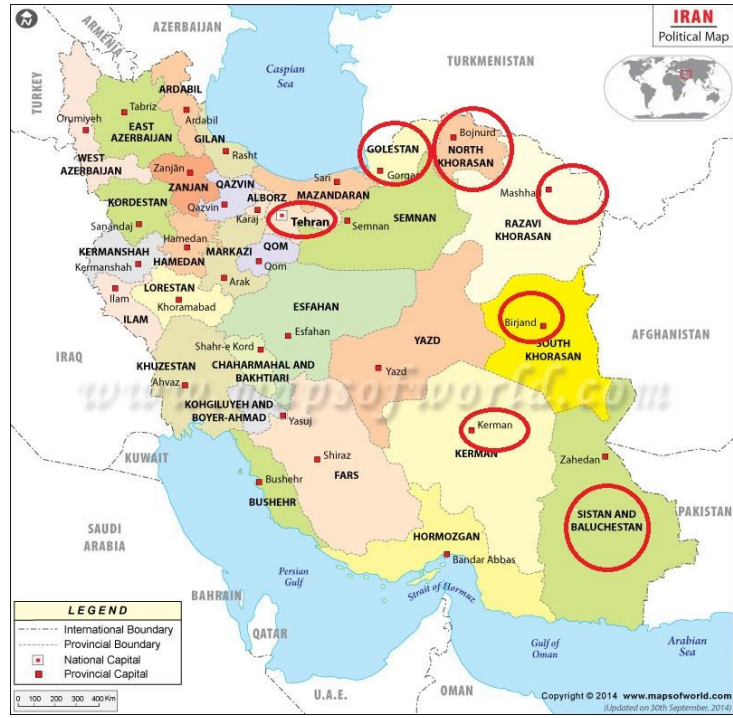 IRAN
Political Map
AZERBAIJAN
ARMENIA
TURKEY
Caspian
Sea
TURKMENISTAN
ARDABIL
Tabriz
Ardabil
Orumiyeh
EAST
AZERBAIJAN
GILAN
Rasht
WEST
AZERBAIJAN
Zanjân
ZANJAN
QAZVIN
Qazvin
ALBORZ
Karaj
Sari
MAZANDARAN
GOLESTAN
Bojnurd
NORTH
KHORASAN
Mashhad
RAZAVI
KHORASAN
KORDESTAN
Sanandaj
Tehran
SEMNAN
Semnan
Hamedan
HAMEDAN
MARKAZI
Arak
QOM
Qom
KERMANSHAH
Kermanshah
LORESTAN
Khoramabad
Ilam
ILAM
ESFAHAN
Esfahan
YAZD
Yazd
Birjand
SOUTH
KHORASAN
AFGHANISTAN
IRAQ
Shahr-e Kord
CHAHARMAHAL AND
BAKHTIARI
KHUZESTAN
Ahvaz
KOHGILUYEH AND
BOYER-AHMAD
Yasuj
www.mapsofworld.com
Kerman
KERMAN
Zahedan
KUWAIT
Shiraz
FARS
Bushehr
BUSHEHR
SISTAN AND
BALUCHESTAN
PAKISTAN
SAUDI
ARABIA
HORMOZGAN
Bandar Abbas
Persian
Gulf
Strait of Hormuz
BAHRAIN
QATAR
U.A.E.
OMAN
Gulf of
Oman
Arabian
Sea
LEGEND
International Boundary
Provincial Boundary
National Capital
Provincial Capital
0 100 200 300 400 Km
Copyright © 2014 www.mapsofworld.com
(Updated on 30th September, 2014)